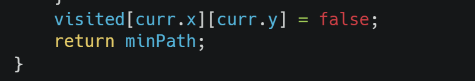 visited[curr.x][curr.y] = false;
return minPath;
}